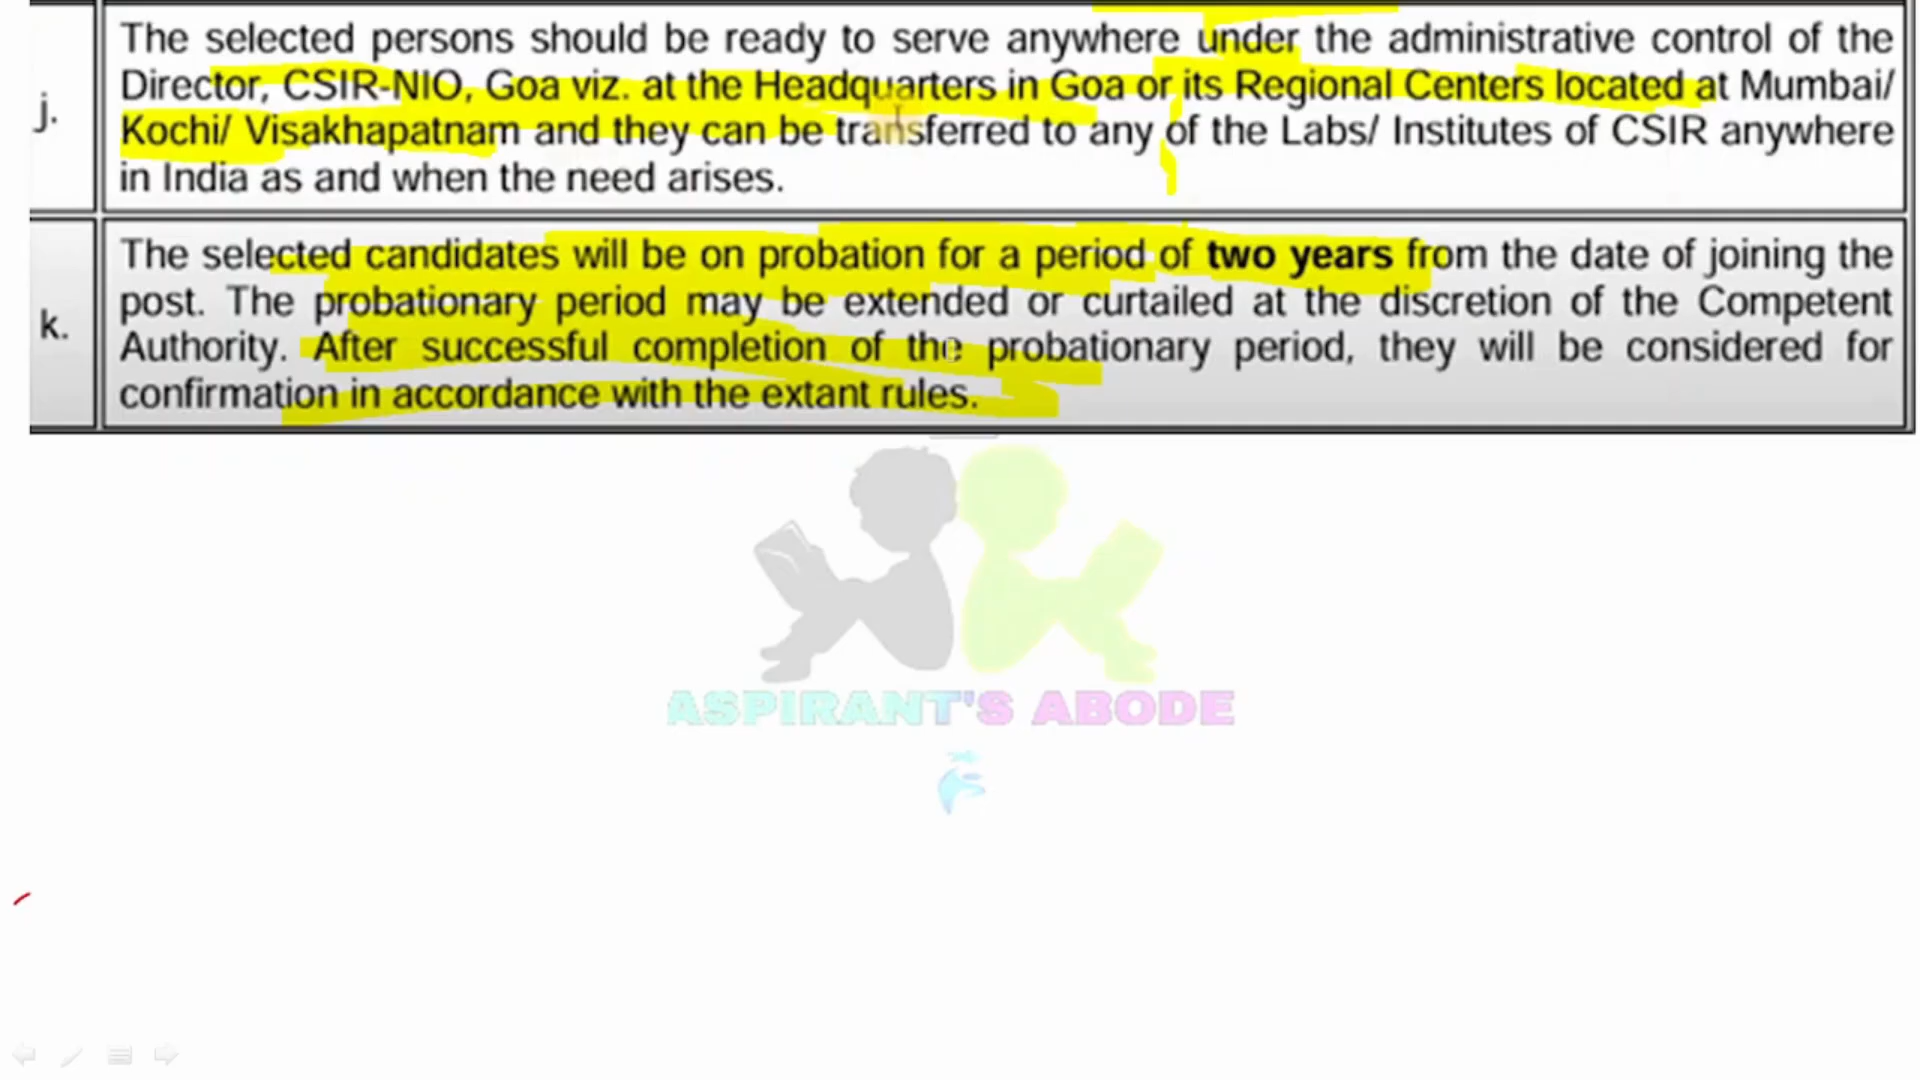 The selected persons should be ready to serve anywhere under the administrative control of the
Director, CSIR-NIO, Goa viz. at the Headquarters in Goa or its Regional Centers located at Mumbai/
j.
Kochi/ Visakhapatnam and they can be transferred to any of the Labs/ Institutes of CSIR anywhere
in India as and when the need arises.
The selected candidates will be on probation for a period of two years from the date of joining the
post. The probationary period may be extended or curtailed at the discretion of the Competent
k.
Authority. After successful completion of the probationary period, they will be considered for
confirmation in accordance with the extant rules.
ASPIRANT'S ABODE